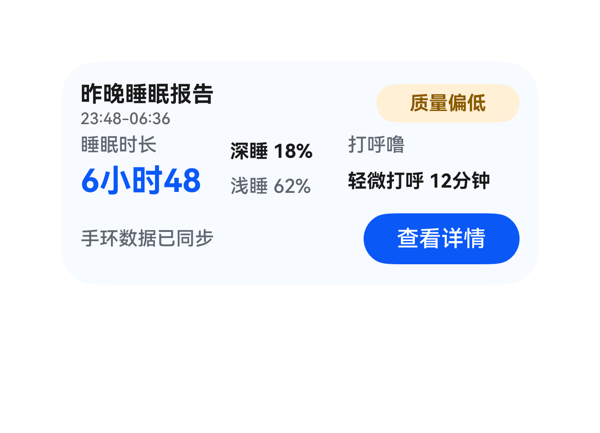 昨晚睡眠报告
质量偏低
23:48-06:36
睡眠时长
6小时48
深睡 18%
浅睡 62%
打呼噜
轻微打呼 12分钟
手环数据已同步
查看详情